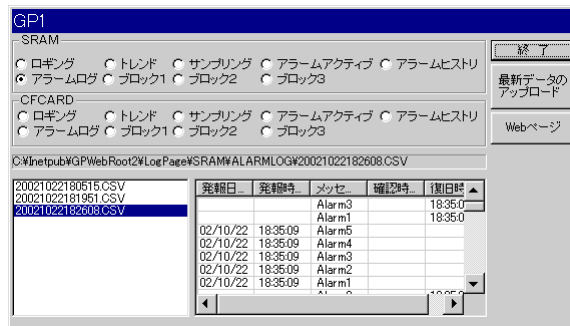 GP1
SRAM
ロギング トレンド サンプリング アラームアクティブ アラームヒストリ
アラームログ ブロック1 ブロック2 ブロック3
CFCARD
ロギング トレンド サンプリング アラームアクティブ アラームヒストリ
アラームログ ブロック1 ブロック2 ブロック3
終 了
最新データの
アップロード
Webページ
C:¥Inetpub¥GPWebRoot2¥LogPage¥SRAM¥ALARMLOG¥20021022182608.CSV
20021022180515.CSV
20021022181951.CSV
20021022182608.CSV
発報日... 発報時... メッセ... 確認時... 復旧時
Alarm3 18:35:0
Alarm1 18:35:0
02/10/22 18:35:09 Alarm5
02/10/22 18:35:09 Alarm4
02/10/22 18:35:09 Alarm3
02/10/22 18:35:09 Alarm2
02/10/22 18:35:09 Alarm1